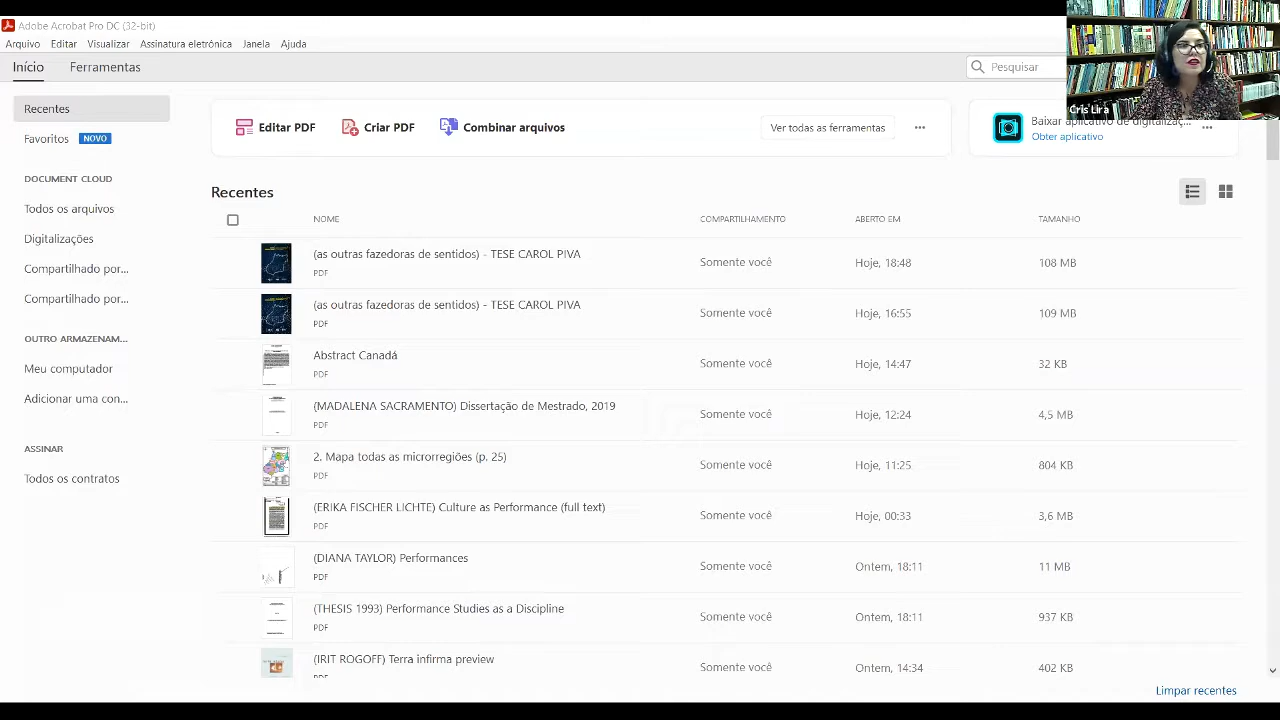 Adobe Acrobat Pro DC (32-bit)
Arquivo Editar Visualizar Assinatura eletrônica Janela Ajuda
Início Ferramentas
Pesquisar
Cris Lira
Recentes
Favoritos NOVO
DOCUMENT CLOUD
Todos os arquivos
Digitalizações
Compartilhado por...
Compartilhado por...
OUTRO ARMAZENAM...
Meu computador
Adicionar uma con...
ASSINAR
Todos os contratos
Editar PDF Criar PDF Combinar arquivos Ver todas as ferramentas ...
Baixar aplicativo de digitalizaç... ...
Obter aplicativo
Recentes
NOME COMPARTILHAMENTO ABERTO EM TAMANHO
(as outras fazedoras de sentidos) - TESE CAROL PIVA
PDF
Somente você Hoje, 18:48 108 MB
(as outras fazedoras de sentidos) - TESE CAROL PIVA
PDF
Somente você Hoje, 16:55 109 MB
Abstract Canadá
PDF
Somente você Hoje, 14:47 32 KB
(MADALENA SACRAMENTO) Dissertação de Mestrado, 2019
PDF
Somente você Hoje, 12:24 4,5 MB
2. Mapa todas as microrregiões (p. 25)
PDF
Somente você Hoje, 11:25 804 KB
(ERIKA FISCHER LICHTE) Culture as Performance (full text)
PDF
Somente você Hoje, 00:33 3,6 MB
(DIANA TAYLOR) Performances
PDF
Somente você Ontem, 18:11 11 MB
(THESIS 1993) Performance Studies as a Discipline
PDF
Somente você Ontem, 18:11 937 KB
(IRIT ROGOFF) Terra infirma preview
PDF
Somente você Ontem, 14:34 402 KB
Limpar recentes